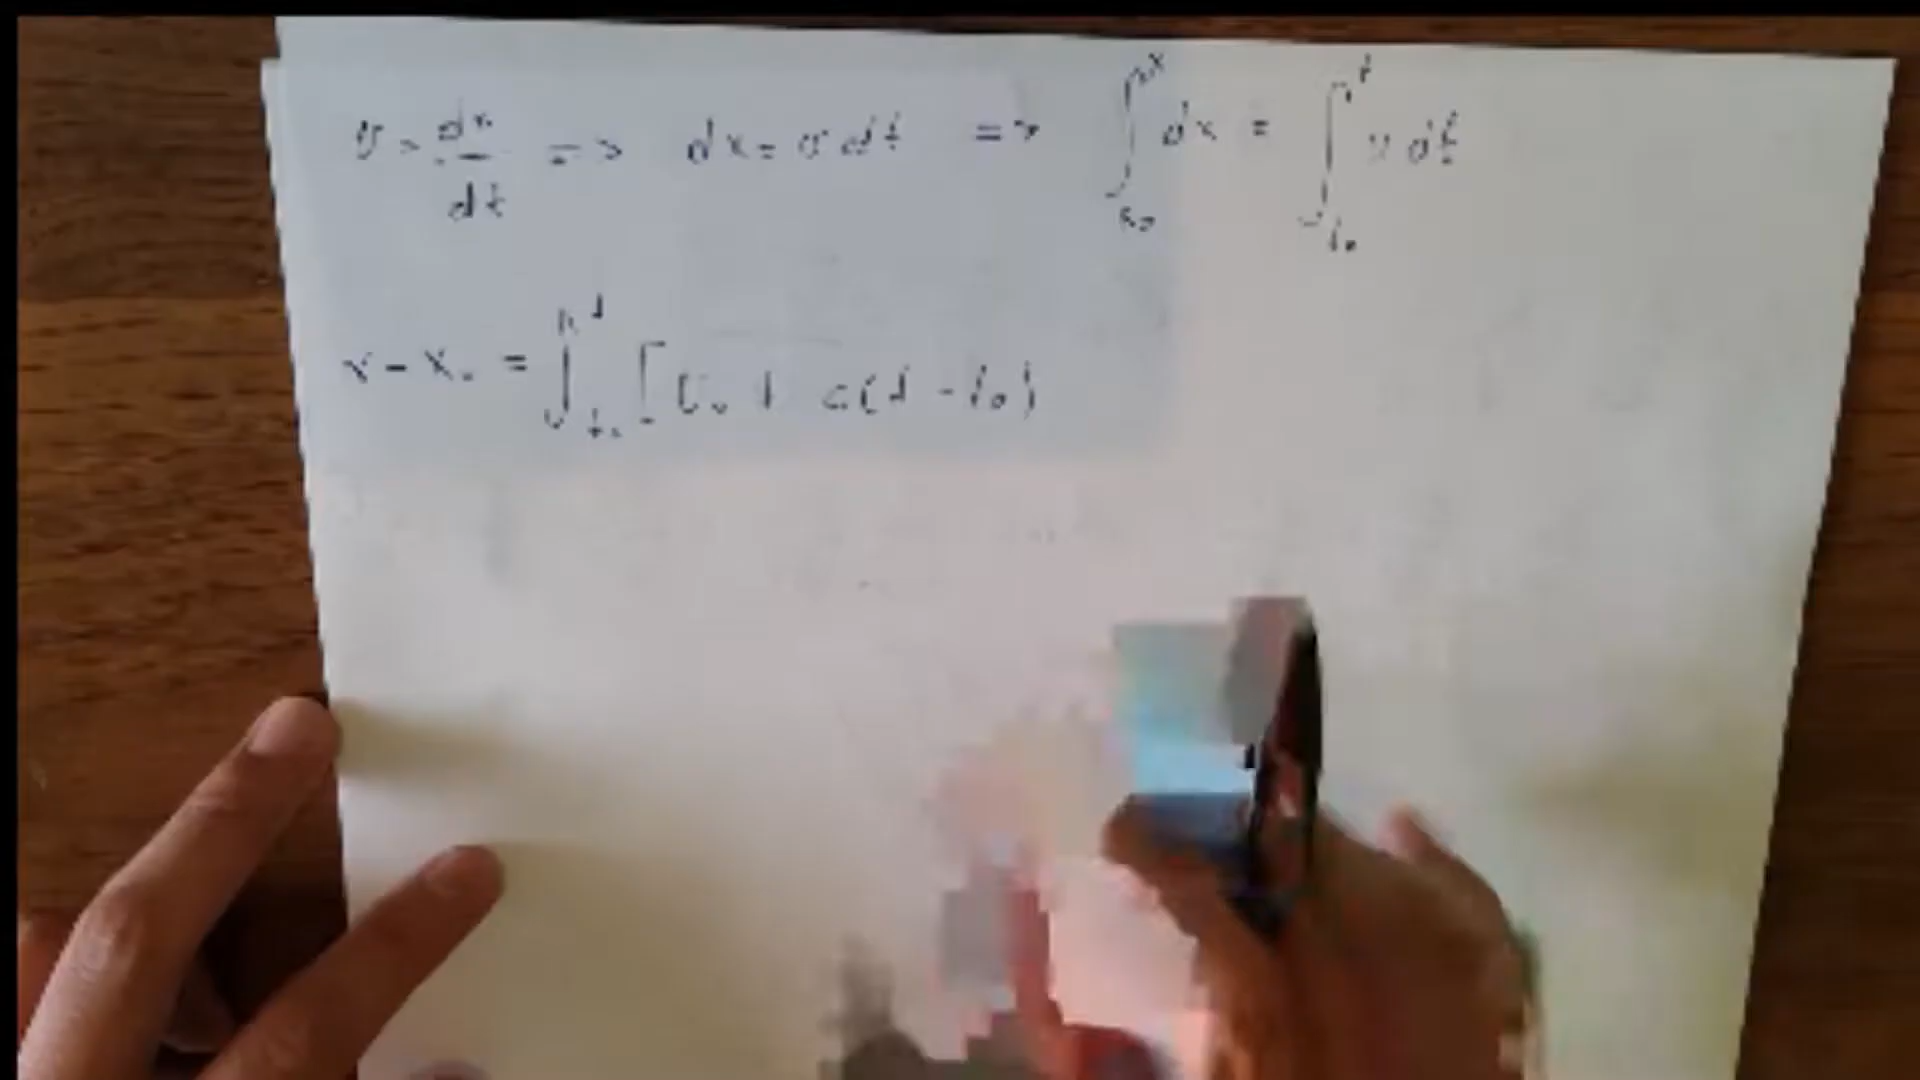 v = dx/dt => dx = v dt => ∫_{x₀}^{x} dx = ∫_{t₀}^{t} v dt
x - x₀ = ∫_{t₀}^{t} [v₀ + a(t - t₀)